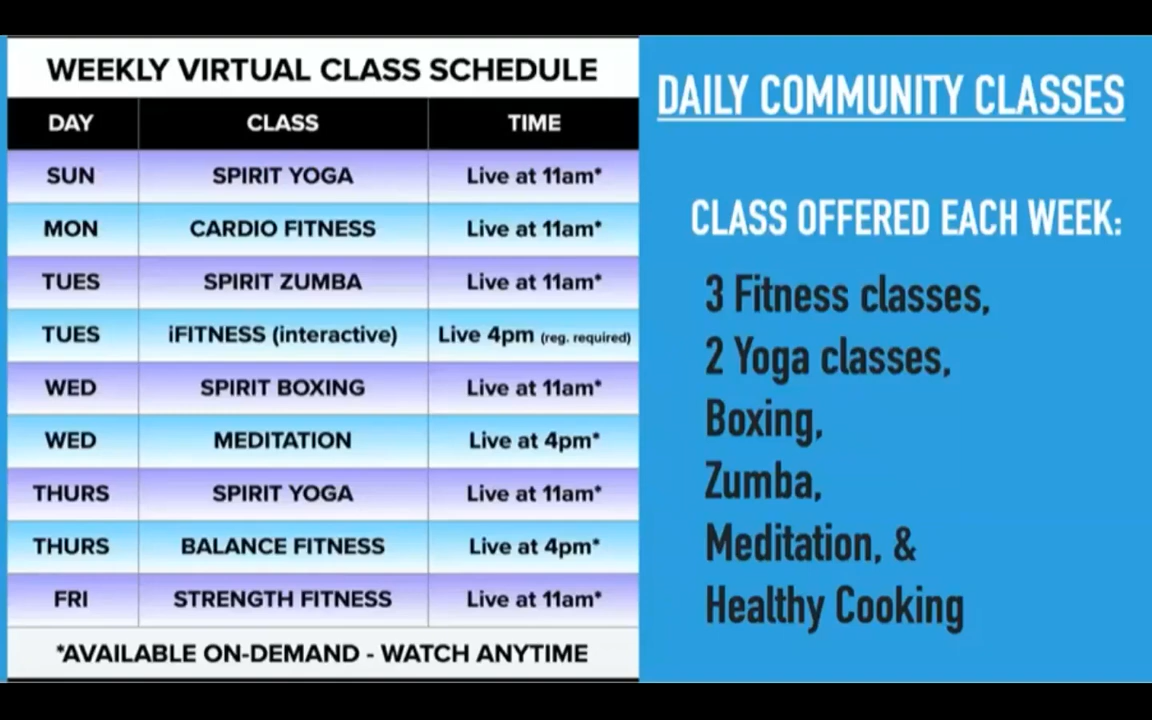 WEEKLY VIRTUAL CLASS SCHEDULE
DAY CLASS TIME
SUN SPIRIT YOGA Live at 11am*
MON CARDIO FITNESS Live at 11am*
TUES SPIRIT ZUMBA Live at 11am*
TUES iFITNESS (interactive) Live 4pm (reg. required)
WED SPIRIT BOXING Live at 11am*
WED MEDITATION Live at 4pm*
THURS SPIRIT YOGA Live at 11am*
THURS BALANCE FITNESS Live at 4pm*
FRI STRENGTH FITNESS Live at 11am*
*AVAILABLE ON-DEMAND - WATCH ANYTIME
DAILY COMMUNITY CLASSES
CLASS OFFERED EACH WEEK:
3 Fitness classes,
2 Yoga classes,
Boxing,
Zumba,
Meditation, &
Healthy Cooking